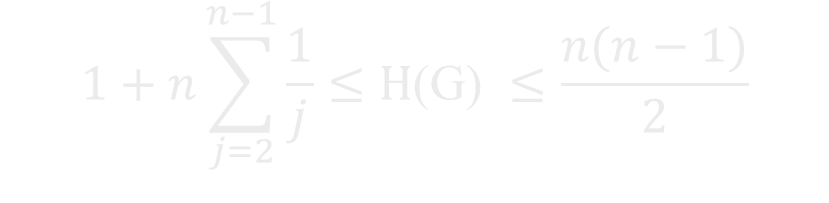 1 + n ∑_{j=2}^{n−1} 1/j ≤ H(G) ≤ n(n − 1)/2